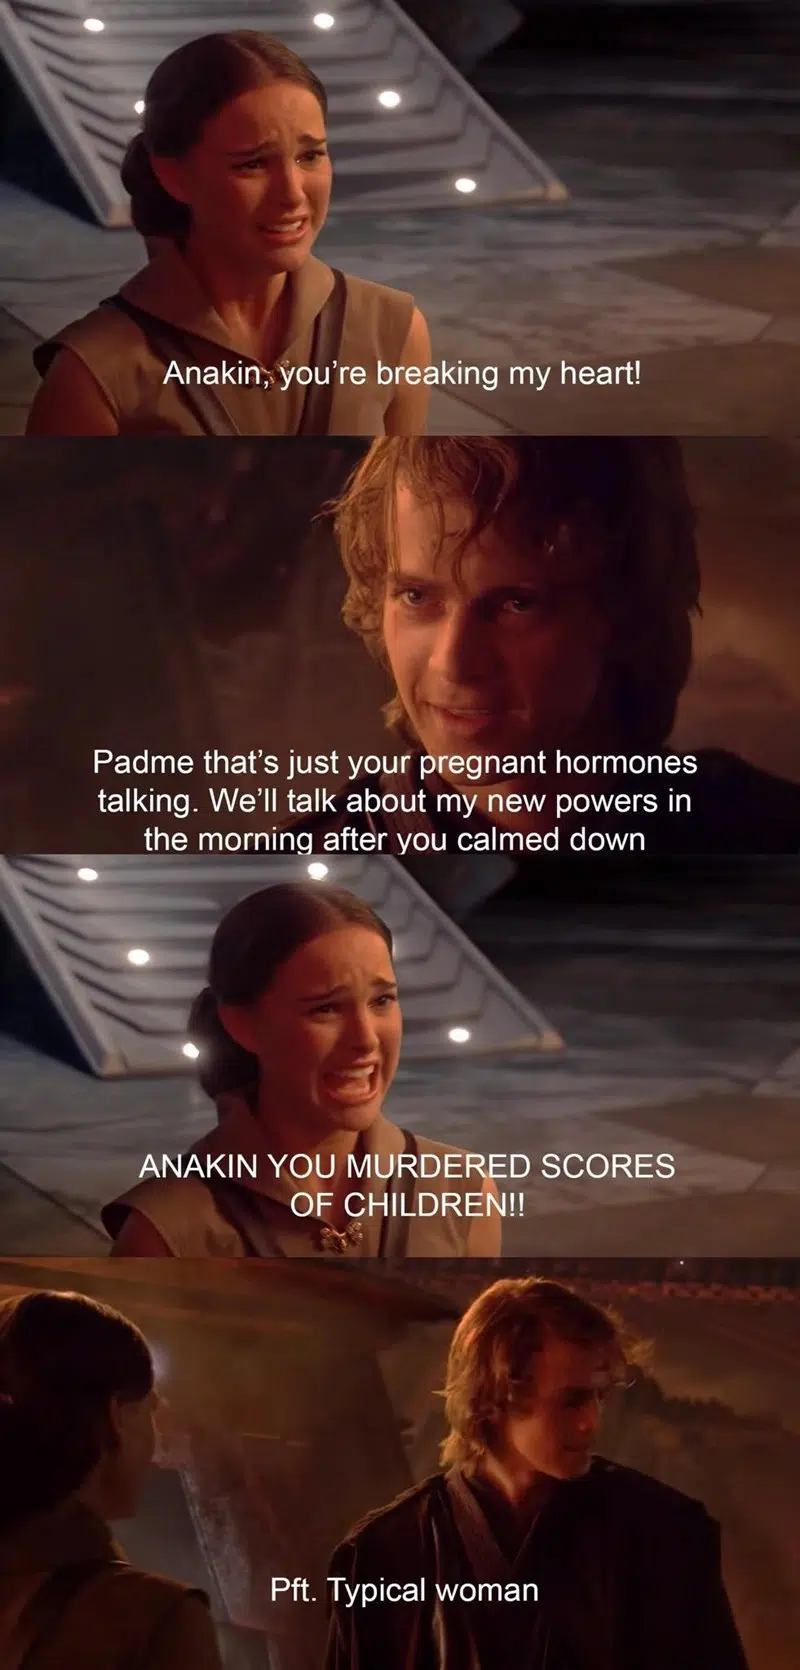 Anakin, you're breaking my heart!
Padme that's just your pregnant hormones
talking. We'll talk about my new powers in
the morning after you calmed down
ANAKIN YOU MURDERED SCORES
OF CHILDREN!!
Pft. Typical woman